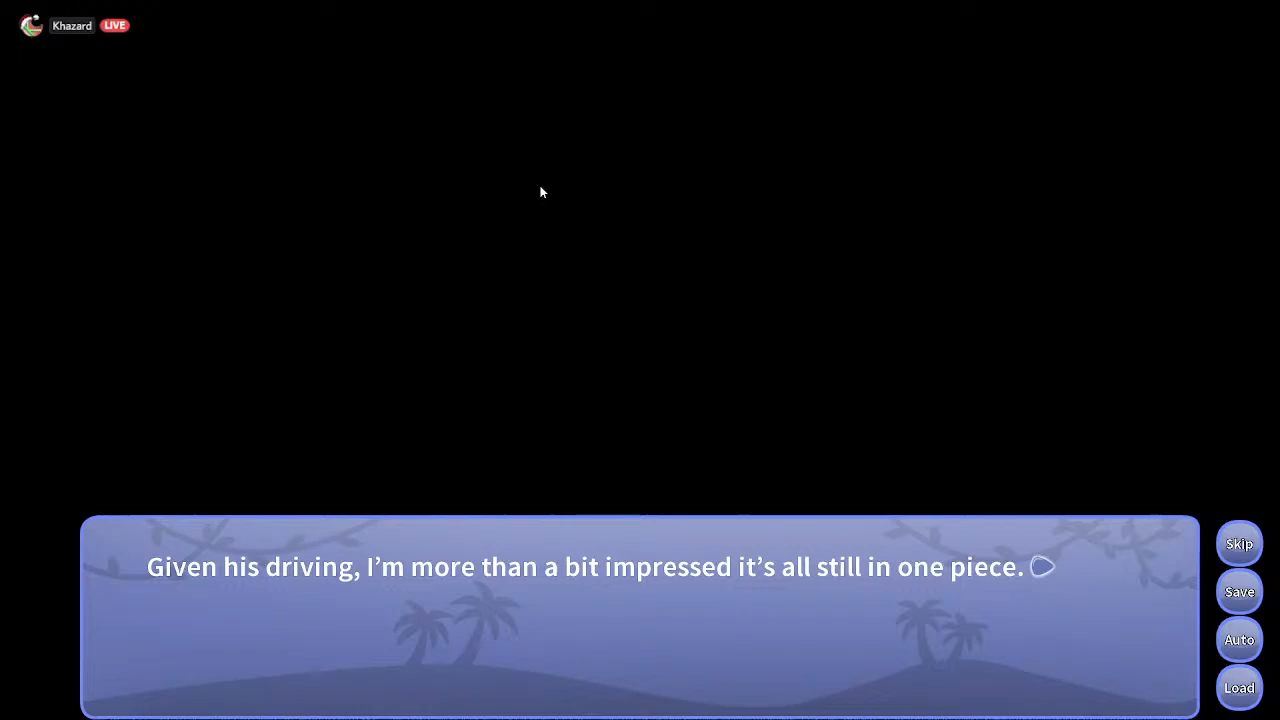 Khazard LIVE
Given his driving, I’m more than a bit impressed it’s all still in one piece.
Skip
Save
Auto
Load